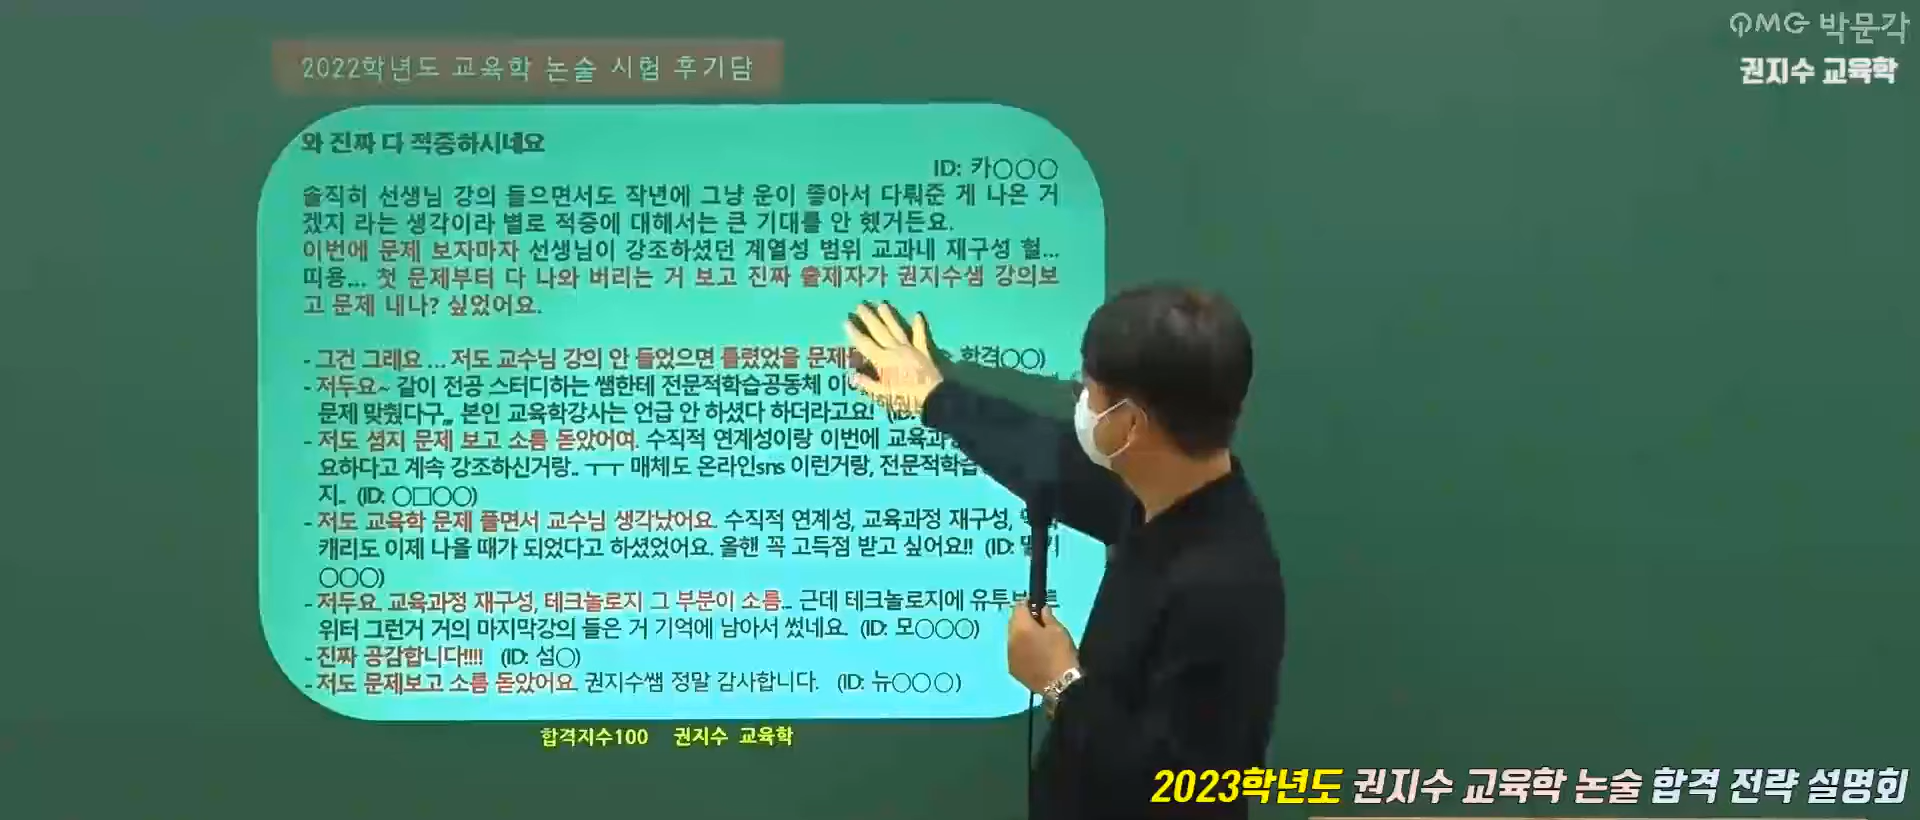 PMG 박문각
권지수 교육학
2022학년도 교육학 논술 시험 후기담
와 진짜 다 적중하시네요
ID: 카○○○
솔직히 선생님 강의 들으면서도 작년에 그냥 운이 좋아서 다뤄준 게 나온 거
겠지 라는 생각이라 별로 적중에 대해서는 큰 기대를 안 했거든요.
이번에 문제 보자마자 선생님이 강조하셨던 계열성 범위 교과내 재구성 헐...
띠용... 첫 문제부터 다 나와 버리는 거 보고 진짜 출제자가 권지수샘 강의보
고 문제 내나? 싶었어요.
- 그건 그래요 ... 저도 교수님 강의 안 들었으면 틀렸었을 합격○○)
- 저두요~ 같이 전공 스터디하는 쌤한테 전문적학습공동체
문제 맞췄다구,,, 본인 교육학강사는 언급 안 하셨다 하더라고요! (ID:
- 저도 셤지 문제 보고 소름 돋았어여. 수직적 연계성이랑 이번에
요하다고 계속 강조하신거랑.. ㅜㅜ 매체도 온라인sns 이런거랑,
지.. (ID: ○□○○)
- 저도 교육학 문제 풀면서 교수님 생각났어요. 수직적 연계성, 교육과정 재구성,
캐리도 이제 나올 때가 되었다고 하셨었어요. 올핸 꼭 고득점 받고 싶어요!! (ID:
○○○)
- 저두요. 교육과정 재구성, 테크놀로지 그 부분이 소름... 근데 테크놀로지에
위터 그런거 거의 마지막강의 들은 거 기억에 남아서 썼네요. (ID: 모○○○)
- 진짜 공감합니다!!!! (ID: 섬○)
- 저도 문제보고 소름 돋았어요. 권지수쌤 정말 감사합니다. (ID: 뉴○○○)
합격지수100 권지수 교육학
2023학년도 권지수 교육학 논술 합격 전략 설명회